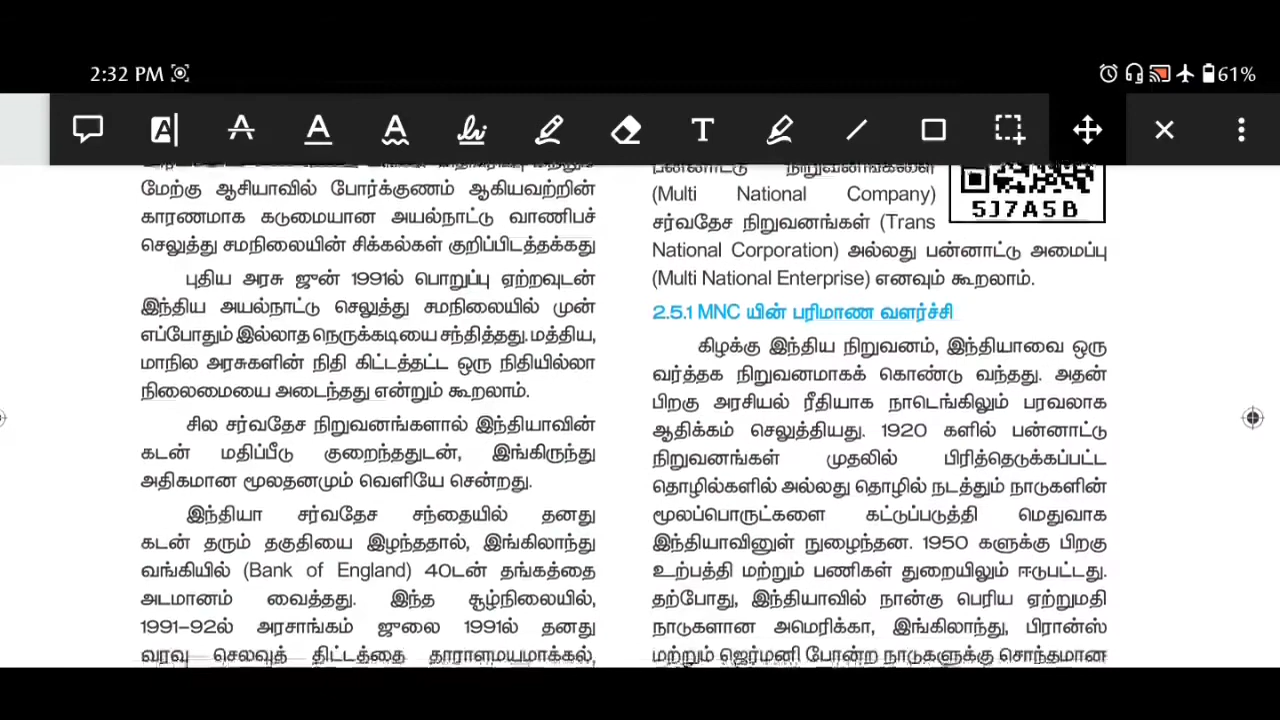 2:32 PM
61%
மேற்கு ஆசியாவில் போர்க்குணம் ஆகியவற்றின்
காரணமாக கடுமையான அயல்நாட்டு வாணிபச்
செலுத்து சமநிலையின் சிக்கல்கள் குறிப்பிடத்தக்கது
புதிய அரசு ஜுன் 1991ல் பொறுப்பு ஏற்றவுடன்
இந்திய அயல்நாட்டு செலுத்து சமநிலையில் முன்
எப்போதும் இல்லாத நெருக்கடியை சந்தித்தது. மத்திய,
மாநில அரசுகளின் நிதி கிட்டத்தட்ட ஒரு நிதியில்லா
நிலைமையை அடைந்தது என்றும் கூறலாம்.
சில சர்வதேச நிறுவனங்களால் இந்தியாவின்
கடன் மதிப்பீடு குறைந்ததுடன், இங்கிருந்து
அதிகமான மூலதனமும் வெளியே சென்றது.
இந்தியா சர்வதேச சந்தையில் தனது
கடன் தரும் தகுதியை இழந்ததால், இங்கிலாந்து
வங்கியில் (Bank of England) 40டன் தங்கத்தை
அடமானம் வைத்தது. இந்த சூழ்நிலையில்,
1991–92ல் அரசாங்கம் ஜுலை 1991ல் தனது
வரவு செலவுத் திட்டத்தை தாராளமயமாக்கல்,
பன்னாட்டு நிறுவனங்களை
(Multi National Company)
சர்வதேச நிறுவனங்கள் (Trans
National Corporation) அல்லது பன்னாட்டு அமைப்பு
(Multi National Enterprise) எனவும் கூறலாம்.
5J7A5B
2.5.1 MNC யின் பரிமாண வளர்ச்சி
கிழக்கு இந்திய நிறுவனம், இந்தியாவை ஒரு
வர்த்தக நிறுவனமாகக் கொண்டு வந்தது. அதன்
பிறகு அரசியல் ரீதியாக நாடெங்கிலும் பரவலாக
ஆதிக்கம் செலுத்தியது. 1920 களில் பன்னாட்டு
நிறுவனங்கள் முதலில் பிரித்தெடுக்கப்பட்ட
தொழில்களில் அல்லது தொழில் நடத்தும் நாடுகளின்
மூலப்பொருட்களை கட்டுப்படுத்தி மெதுவாக
இந்தியாவினுள் நுழைந்தன. 1950 களுக்கு பிறகு
உற்பத்தி மற்றும் பணிகள் துறையிலும் ஈடுபட்டது.
தற்போது, இந்தியாவில் நான்கு பெரிய ஏற்றுமதி
நாடுகளான அமெரிக்கா, இங்கிலாந்து, பிரான்ஸ்
மற்றும் ஜெர்மனி போன்ற நாடுகளுக்கு சொந்தமான